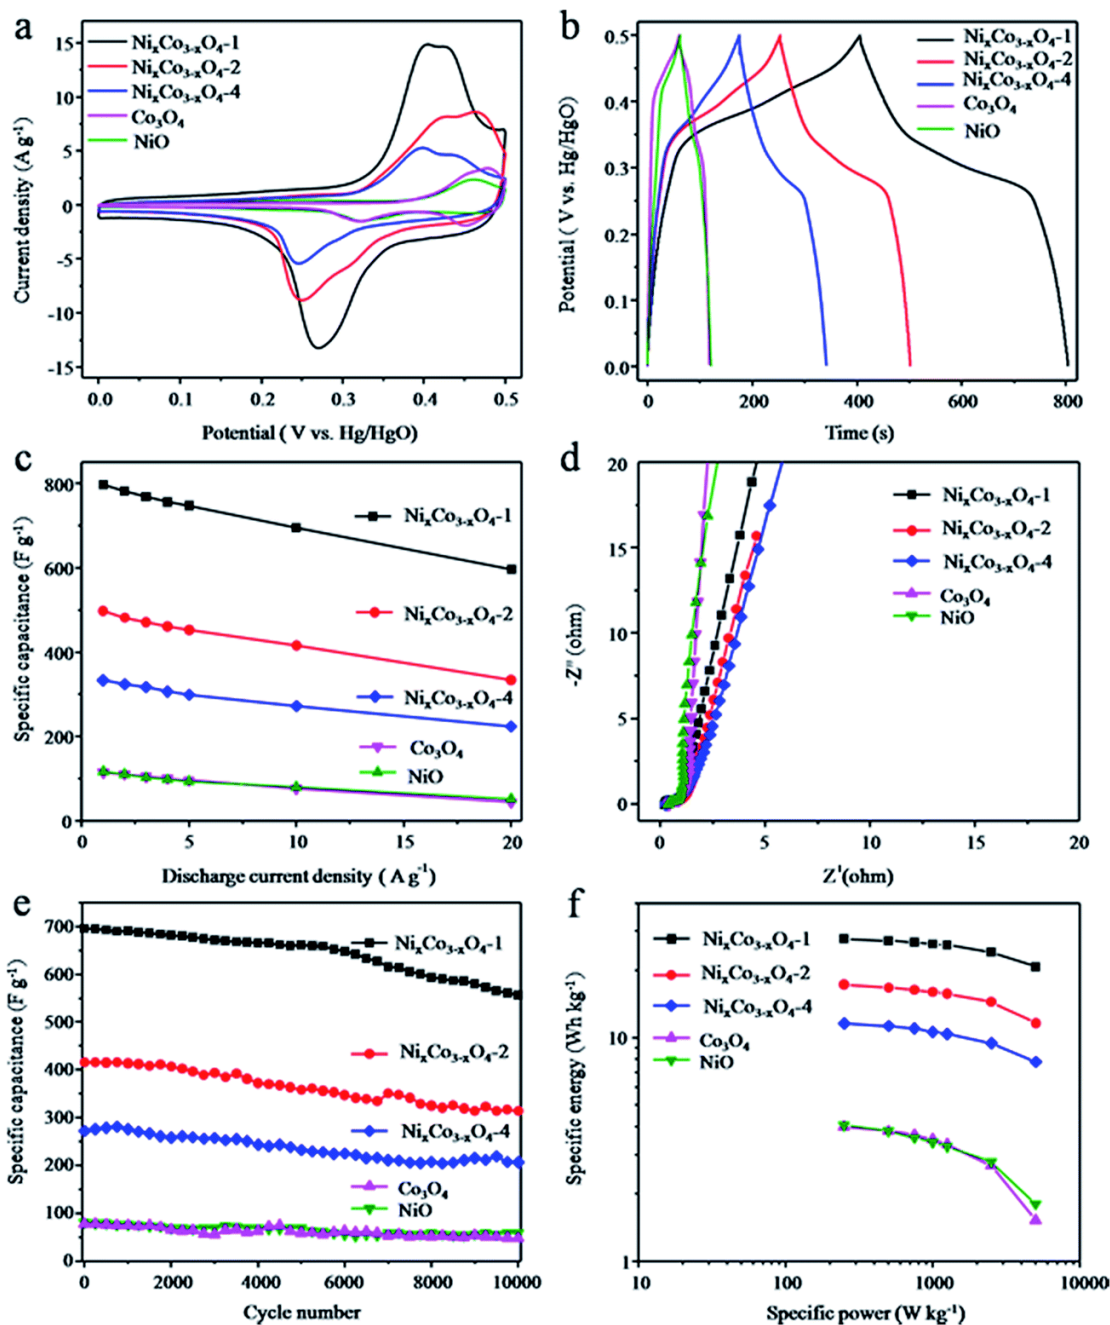 a
NiₓCo₃₋ₓO₄-1
NiₓCo₃₋ₓO₄-2
NiₓCo₃₋ₓO₄-4
Co₃O₄
NiO
15
10
5
0
-5
-10
-15
Current density (A g⁻¹)
0.0 0.1 0.2 0.3 0.4 0.5
Potential ( V vs. Hg/HgO)
b
NiₓCo₃₋ₓO₄-1
NiₓCo₃₋ₓO₄-2
NiₓCo₃₋ₓO₄-4
Co₃O₄
NiO
0.5
0.4
0.3
0.2
0.1
0.0
Potential ( V vs. Hg/HgO)
0 200 400 600 800
Time (s)
c
NiₓCo₃₋ₓO₄-1
NiₓCo₃₋ₓO₄-2
NiₓCo₃₋ₓO₄-4
Co₃O₄
NiO
800
600
400
200
0
Specific capacitance (F g⁻¹)
0 5 10 15 20
Discharge current density ( A g⁻¹)
d
NiₓCo₃₋ₓO₄-1
NiₓCo₃₋ₓO₄-2
NiₓCo₃₋ₓO₄-4
Co₃O₄
NiO
20
15
10
5
0
-Z'' (ohm)
0 5 10 15 20
Z'(ohm)
e
NiₓCo₃₋ₓO₄-1
NiₓCo₃₋ₓO₄-2
NiₓCo₃₋ₓO₄-4
Co₃O₄
NiO
700
600
500
400
300
200
100
0
Specific capacitance (F g⁻¹)
0 2000 4000 6000 8000 10000
Cycle number
f
NiₓCo₃₋ₓO₄-1
NiₓCo₃₋ₓO₄-2
NiₓCo₃₋ₓO₄-4
Co₃O₄
NiO
10
1
Specific energy (Wh kg⁻¹)
10 100 1000 10000
Specific power (W kg⁻¹)